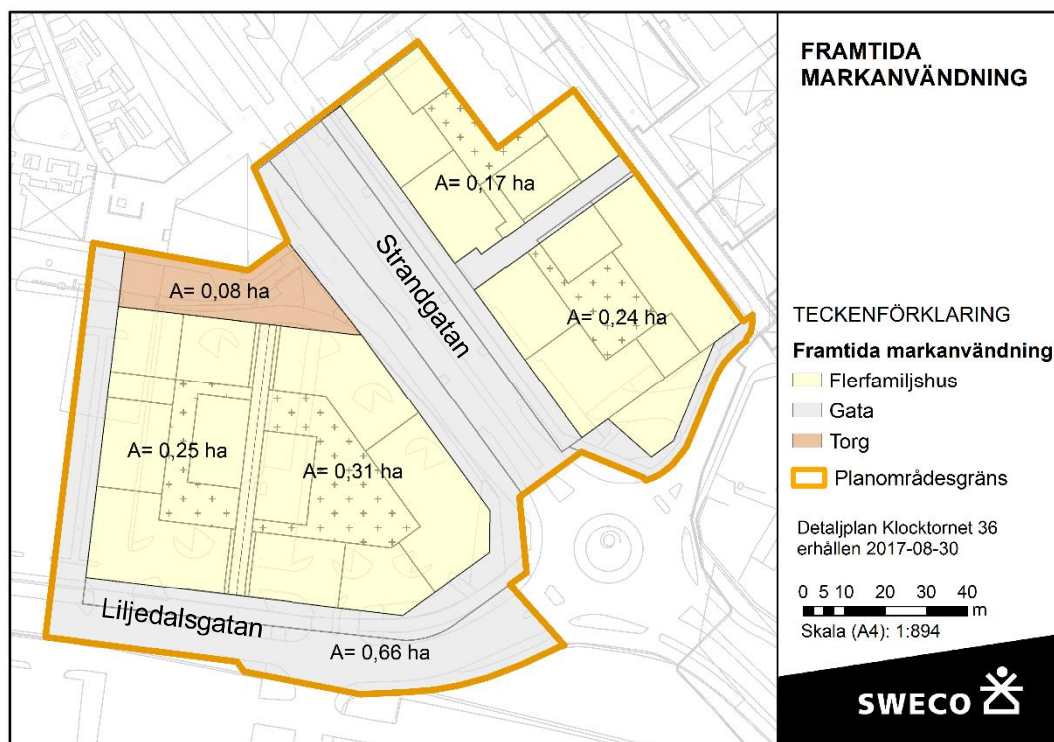 A= 0,17 ha
Strandgatan
A= 0,24 ha
A= 0,08 ha
A= 0,25 ha
A= 0,31 ha
Liljedalsgatan
A= 0,66 ha
FRAMTIDA
MARKANVÄNDNING
TECKENFÖRKLARING
Framtida markanvändning
Flerfamiljshus
Gata
Torg
Planområdesgräns
Detaljplan Klocktornet 36
erhållen 2017-08-30
0 5 10 20 30 40
m
Skala (A4): 1:894
SWECO